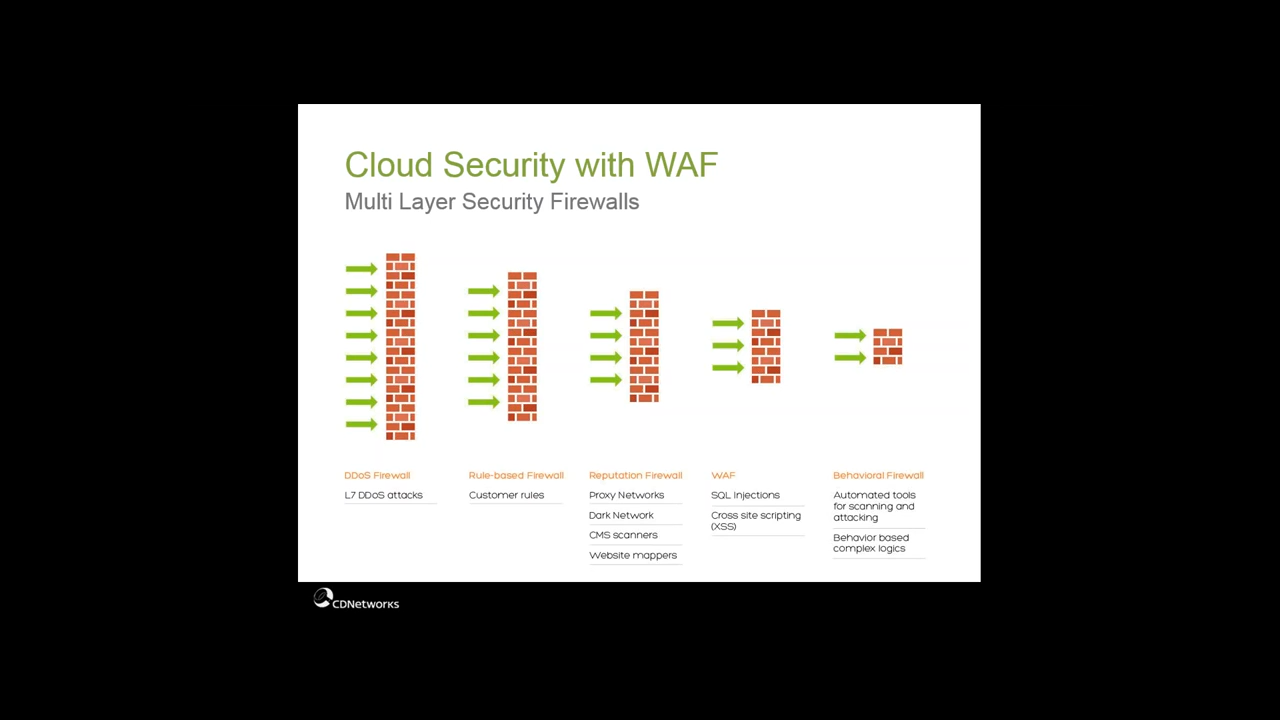 Cloud Security with WAF
Multi Layer Security Firewalls
DDoS Firewall
L7 DDoS attacks
Rule-based Firewall
Customer rules
Reputation Firewall
Proxy Networks
Dark Network
CMS scanners
Website mappers
WAF
SQL Injections
Cross site scripting
(XSS)
Behavioral Firewall
Automated tools
for scanning and
attacking
Behavior based
complex logics
CDNetworks